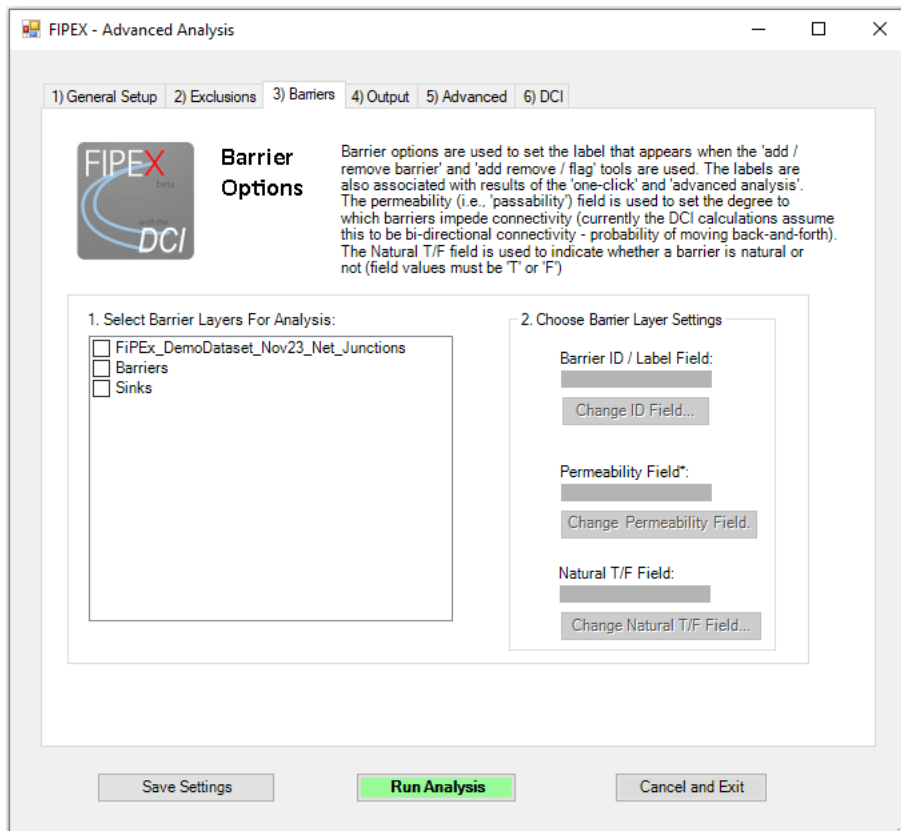 FIPEX - Advanced Analysis
1) General Setup 2) Exclusions 3) Barriers 4) Output 5) Advanced 6) DCI
FIPEX
beta
with the
DCI
Barrier
Options
Barrier options are used to set the label that appears when the 'add /
remove barrier' and 'add remove / flag' tools are used. The labels are
also associated with results of the 'one-click' and 'advanced analysis'.
The permeability (i.e., 'passability') field is used to set the degree to
which barriers impede connectivity (currently the DCI calculations assume
this to be bi-directional connectivity - probability of moving back-and-forth).
The Natural T/F field is used to indicate whether a barrier is natural or
not (field values must be 'T' or 'F')
1. Select Barrier Layers For Analysis:
FiPEx_DemoDataset_Nov23_Net_Junctions
Barriers
Sinks
2. Choose Barrier Layer Settings
Barrier ID / Label Field:
Change ID Field...
Permeability Field*:
Change Permeability Field.
Natural T/F Field:
Change Natural T/F Field...
Save Settings
Run Analysis
Cancel and Exit